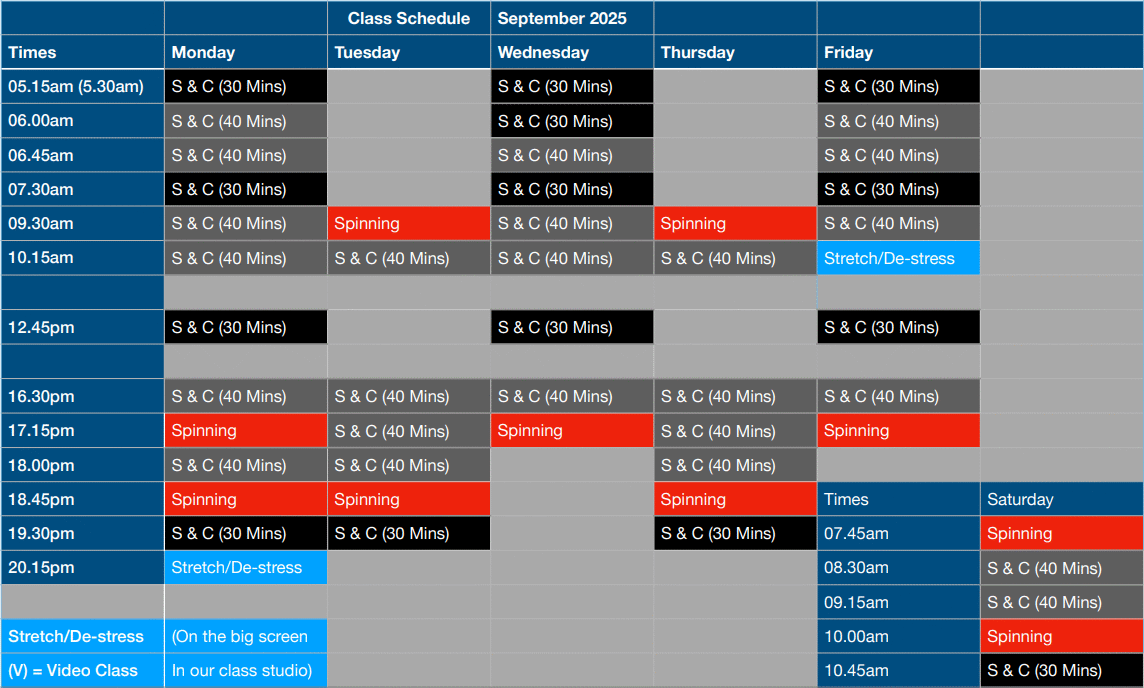 Class Schedule September 2025
Times Monday Tuesday Wednesday Thursday Friday
05.15am (5.30am) S & C (30 Mins) S & C (30 Mins) S & C (30 Mins)
06.00am S & C (40 Mins) S & C (30 Mins) S & C (40 Mins)
06.45am S & C (40 Mins) S & C (40 Mins) S & C (40 Mins)
07.30am S & C (30 Mins) S & C (30 Mins) S & C (30 Mins)
09.30am S & C (40 Mins) Spinning S & C (40 Mins) Spinning S & C (40 Mins)
10.15am S & C (40 Mins) S & C (40 Mins) S & C (40 Mins) S & C (40 Mins) Stretch/De-stress
12.45pm S & C (30 Mins) S & C (30 Mins) S & C (30 Mins)
16.30pm S & C (40 Mins) S & C (40 Mins) S & C (40 Mins) S & C (40 Mins) S & C (40 Mins)
17.15pm Spinning S & C (40 Mins) Spinning S & C (40 Mins) Spinning
18.00pm S & C (40 Mins) S & C (40 Mins) S & C (40 Mins)
18.45pm Spinning Spinning Spinning Times Saturday
19.30pm S & C (30 Mins) S & C (30 Mins) S & C (30 Mins) 07.45am Spinning
20.15pm Stretch/De-stress 08.30am S & C (40 Mins)
09.15am S & C (40 Mins)
Stretch/De-stress (On the big screen 10.00am Spinning
(V) = Video Class In our class studio) 10.45am S & C (30 Mins)